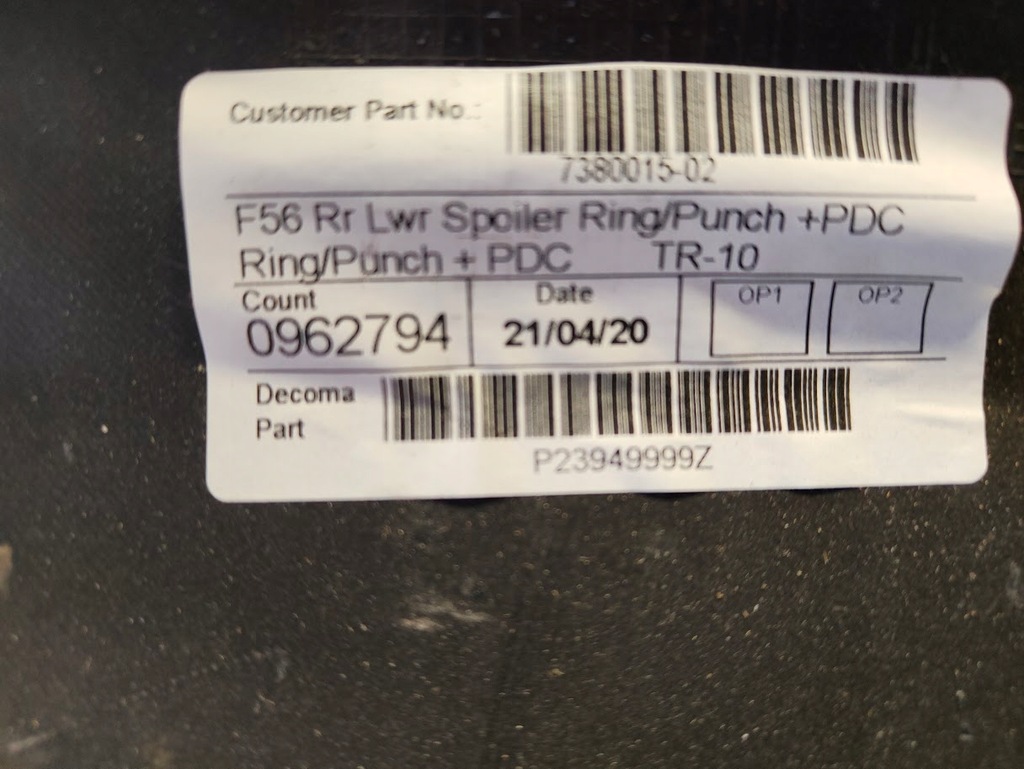 Customer Part No.:
7380015-02
F56 Rr Lwr Spoiler Ring/Punch +PDC
Ring/Punch + PDC TR-10
Count Date OP1 OP2
0962794 21/04/20
Decoma
Part
P23949999Z